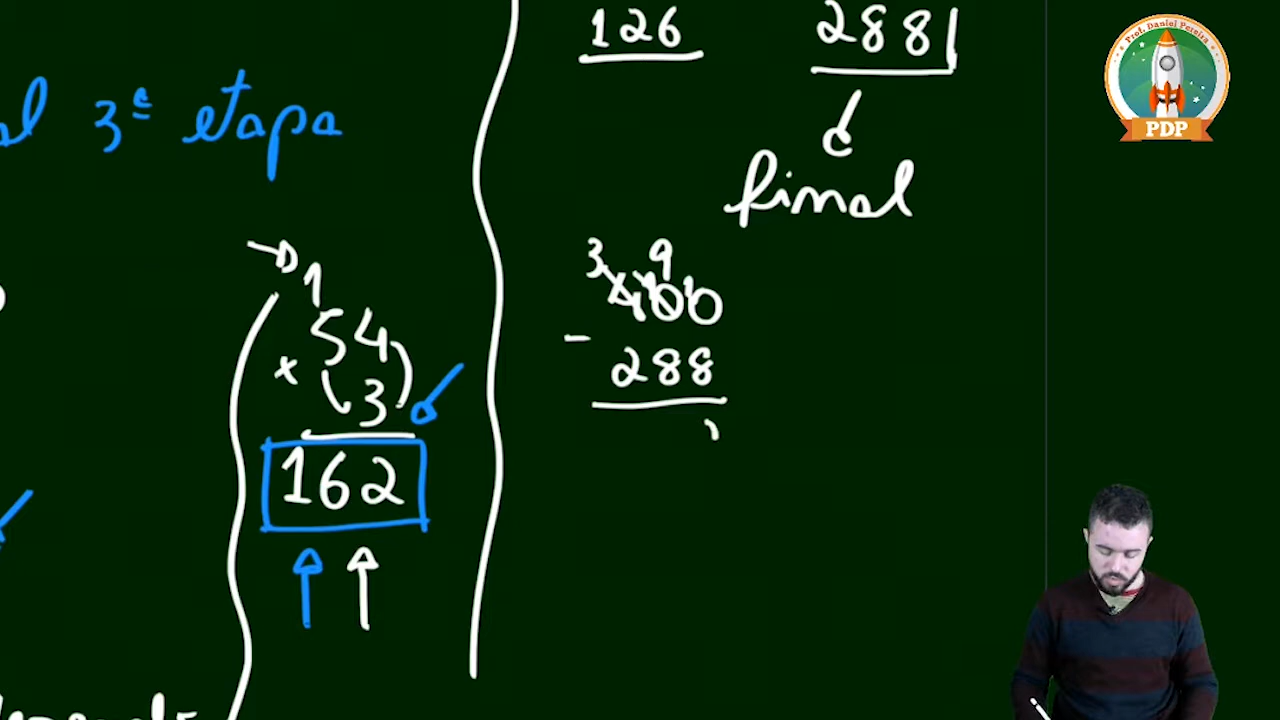 3ª etapa
1
54
x 3
162
126
288
final
3 9
400
- 288
Prof. Daniel Pereira
PDP